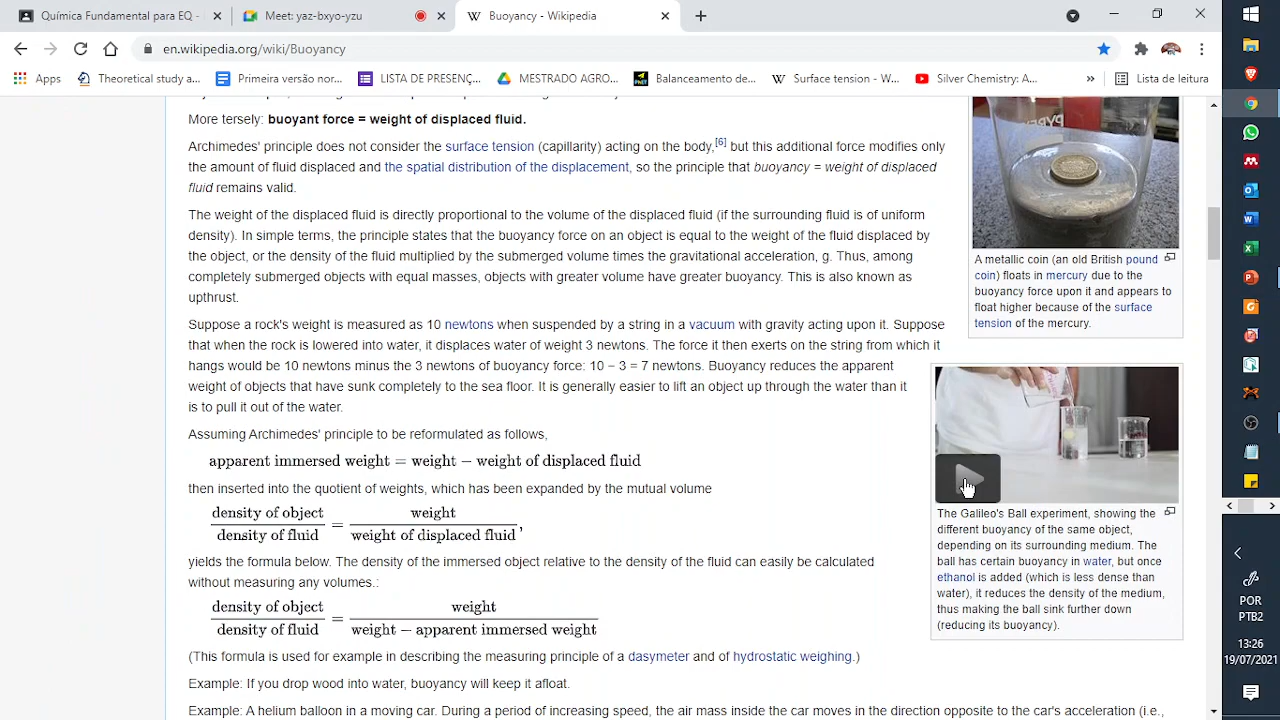 Química Fundamental para EQ -
Meet: yaz-bxyo-yzu
Buoyancy - Wikipedia
en.wikipedia.org/wiki/Buoyancy
Apps
Theoretical study a...
Primeira versão nor...
LISTA DE PRESENÇ...
MESTRADO AGRO...
Balanceamento de...
Surface tension - W...
Silver Chemistry: A...
»
Lista de leitura
More tersely: buoyant force = weight of displaced fluid.
Archimedes' principle does not consider the surface tension (capillarity) acting on the body,[6] but this additional force modifies only
the amount of fluid displaced and the spatial distribution of the displacement, so the principle that buoyancy = weight of displaced
fluid remains valid.
The weight of the displaced fluid is directly proportional to the volume of the displaced fluid (if the surrounding fluid is of uniform
density). In simple terms, the principle states that the buoyancy force on an object is equal to the weight of the fluid displaced by
the object, or the density of the fluid multiplied by the submerged volume times the gravitational acceleration, g. Thus, among
completely submerged objects with equal masses, objects with greater volume have greater buoyancy. This is also known as
upthrust.
Suppose a rock's weight is measured as 10 newtons when suspended by a string in a vacuum with gravity acting upon it. Suppose
that when the rock is lowered into water, it displaces water of weight 3 newtons. The force it then exerts on the string from which it
hangs would be 10 newtons minus the 3 newtons of buoyancy force: 10 − 3 = 7 newtons. Buoyancy reduces the apparent
weight of objects that have sunk completely to the sea floor. It is generally easier to lift an object up through the water than it
is to pull it out of the water.
Assuming Archimedes' principle to be reformulated as follows,
apparent immersed weight = weight − weight of displaced fluid
then inserted into the quotient of weights, which has been expanded by the mutual volume
density of object / density of fluid = weight / weight of displaced fluid,
yields the formula below. The density of the immersed object relative to the density of the fluid can easily be calculated
without measuring any volumes.:
density of object / density of fluid = weight / weight − apparent immersed weight
(This formula is used for example in describing the measuring principle of a dasymeter and of hydrostatic weighing.)
Example: If you drop wood into water, buoyancy will keep it afloat.
Example: A helium balloon in a moving car. During a period of increasing speed, the air mass inside the car moves in the direction opposite to the car's acceleration (i.e.,
PYREX
A metallic coin (an old British pound
coin) floats in mercury due to the
buoyancy force upon it and appears to
float higher because of the surface
tension of the mercury.
The Galileo's Ball experiment, showing the
different buoyancy of the same object,
depending on its surrounding medium. The
ball has certain buoyancy in water, but once
ethanol is added (which is less dense than
water), it reduces the density of the medium,
thus making the ball sink further down
(reducing its buoyancy).
POR
PTB2
13:26
19/07/2021